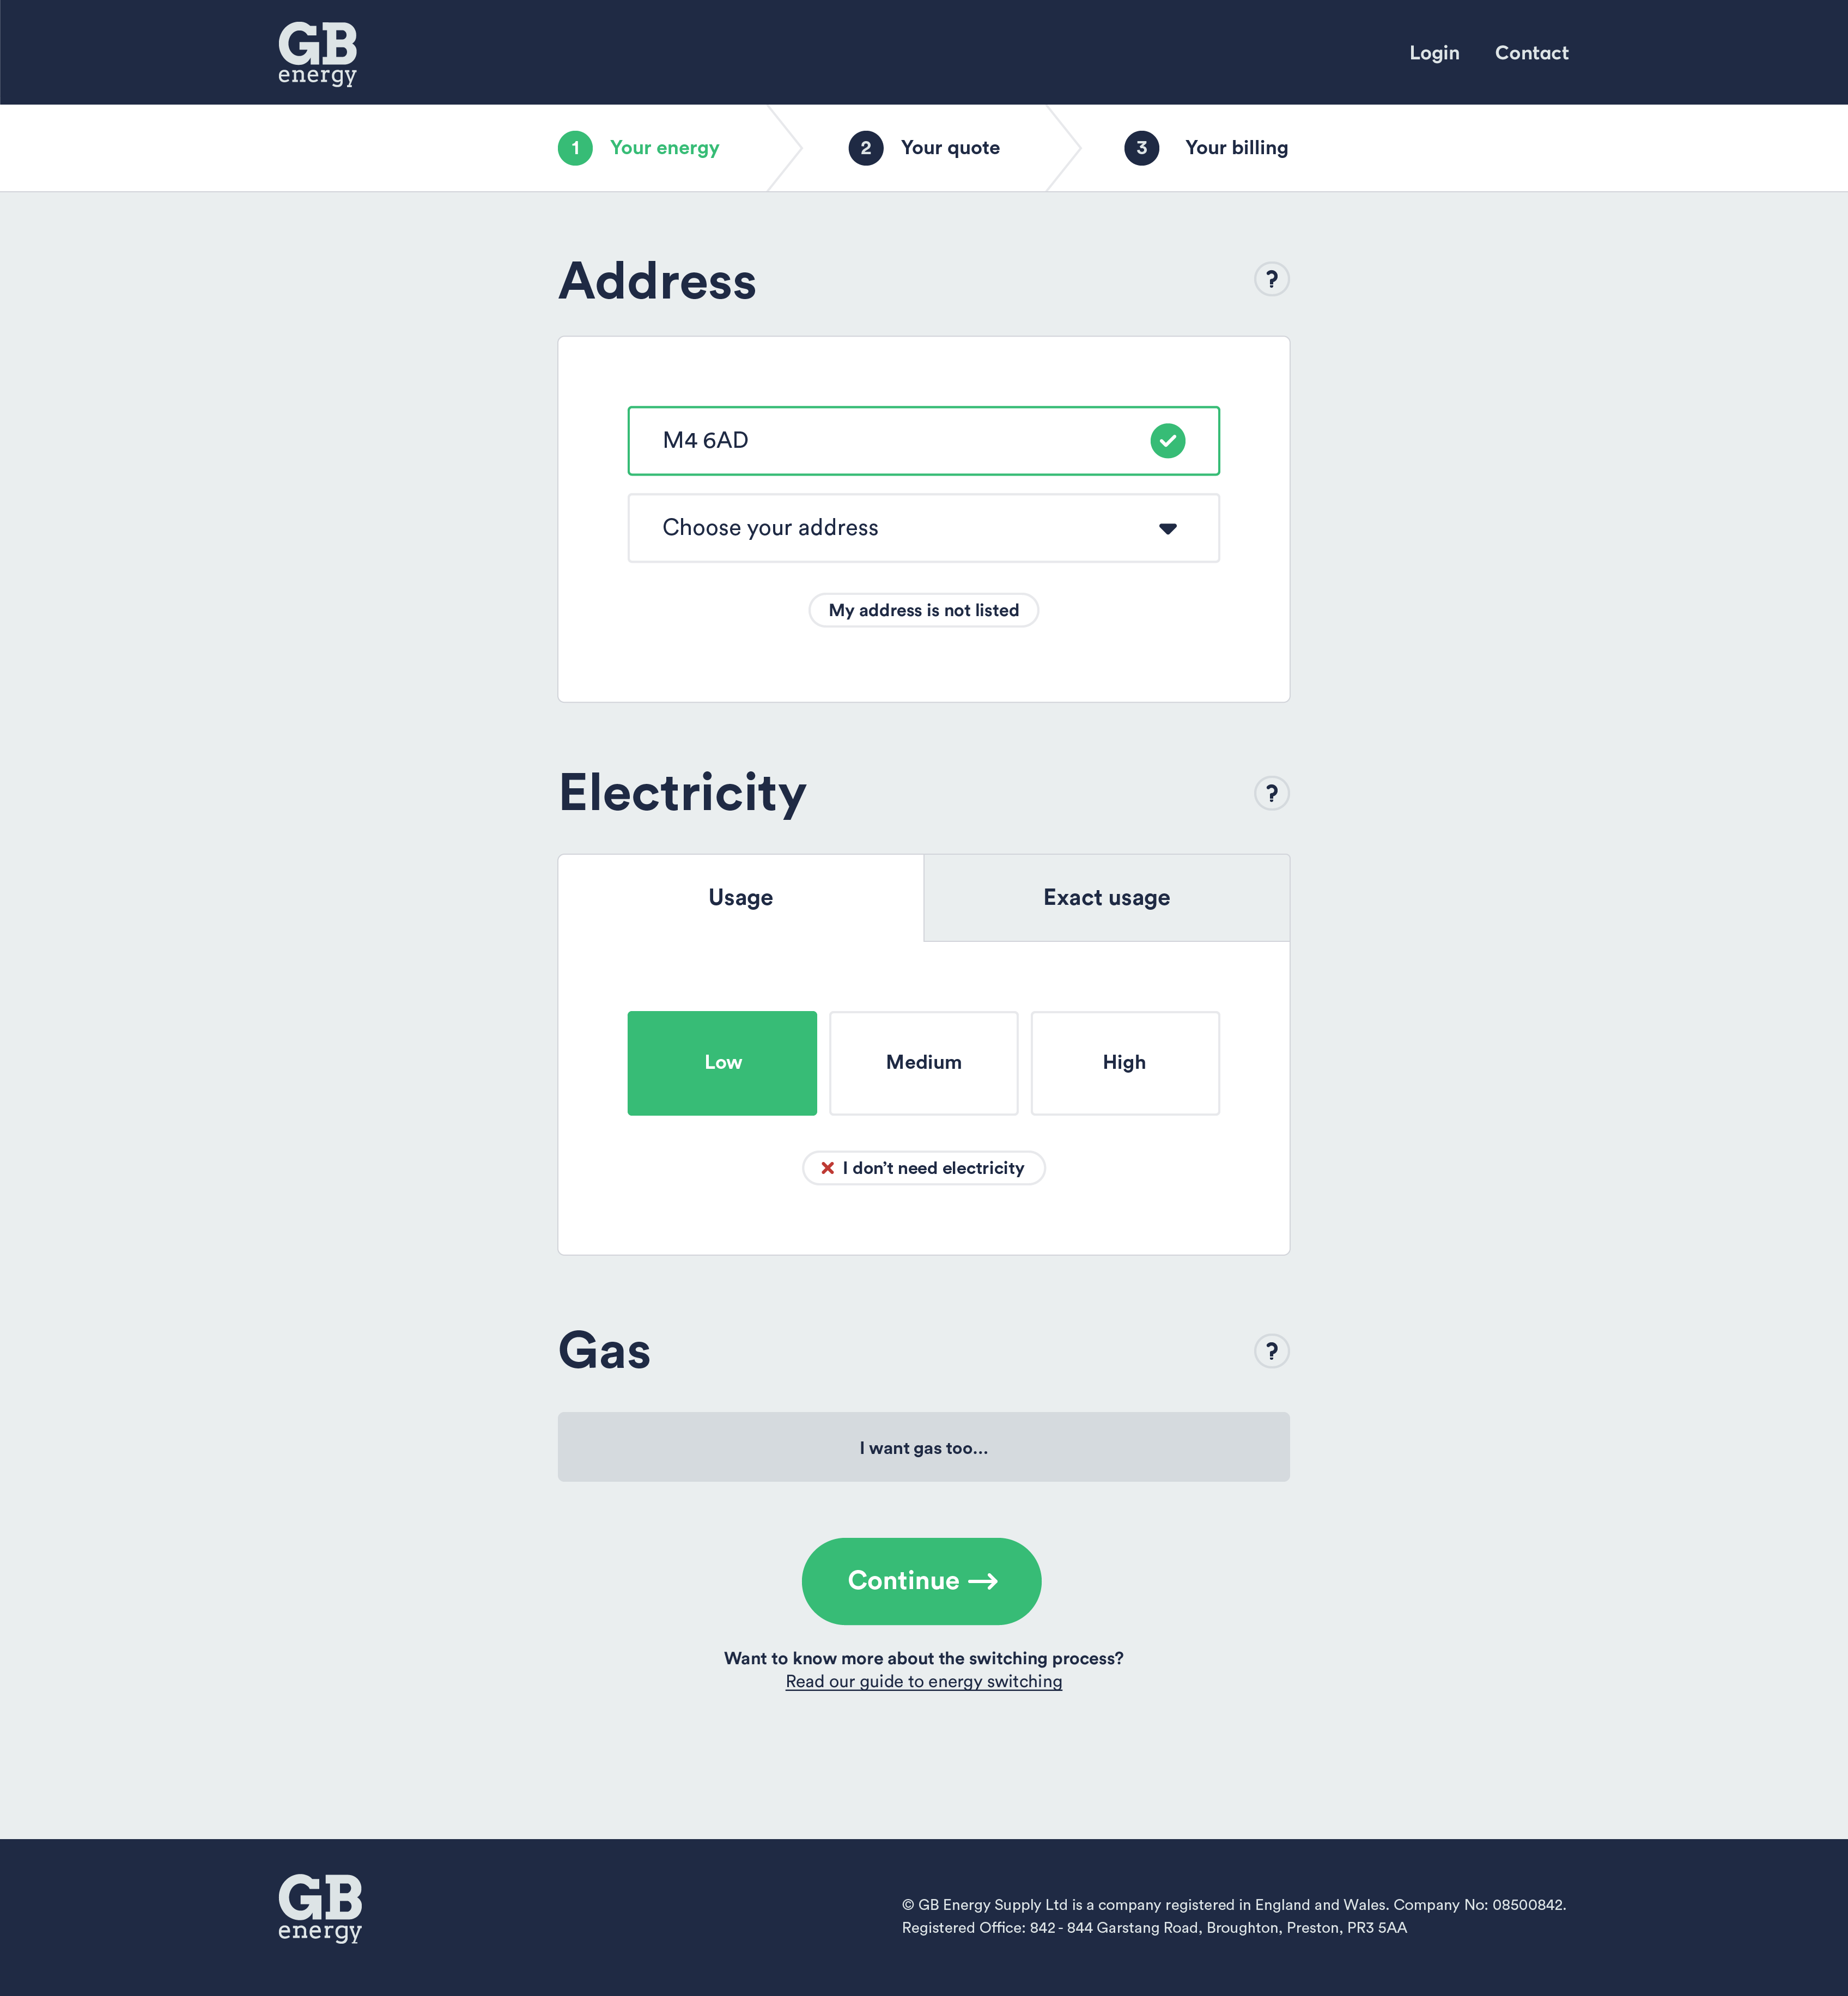 GB
energy
Login
Contact
1
Your energy
2
Your quote
3
Your billing
Address
?
M4 6AD
Choose your address
My address is not listed
Electricity
?
Usage
Exact usage
Low
Medium
High
I don’t need electricity
Gas
?
I want gas too...
Continue →
Want to know more about the switching process?
Read our guide to energy switching
GB
energy
© GB Energy Supply Ltd is a company registered in England and Wales. Company No: 08500842.
Registered Office: 842 - 844 Garstang Road, Broughton, Preston, PR3 5AA